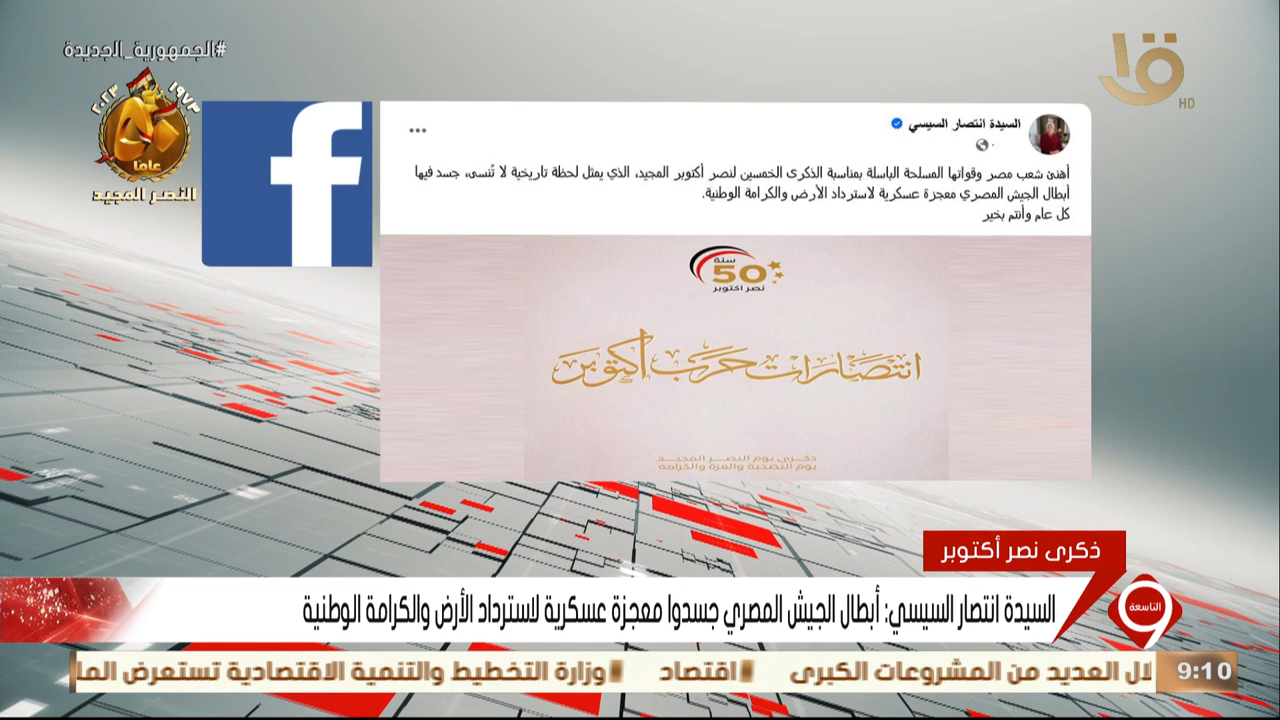 #الجمهورية_الجديدة
١٩٧٣
٢٠٢٣
عامًا
النصر المجيد
HD
السيدة انتصار السيسي
أهنئ شعب مصر وقواتها المسلحة الباسلة بمناسبة الذكرى الخمسين لنصر أكتوبر المجيد، الذي يمثل لحظة تاريخية لا تُنسى، جسد فيها
أبطال الجيش المصري معجزة عسكرية لاسترداد الأرض والكرامة الوطنية.
كل عام وأنتم بخير
سنة
50
نصر اكتوبر
انتصارات حرب أكتوبر
ذكرى يوم النصر المجيد
يوم التضحية والعزة والكرامة
ذكرى نصر أكتوبر
التاسعة
السيدة انتصار السيسي: أبطال الجيش المصري جسدوا معجزة عسكرية لاسترداد الأرض والكرامة الوطنية
9:10 لال العديد من المشروعات الكبرى اقتصاد وزارة التخطيط والتنمية الاقتصادية تستعرض الما